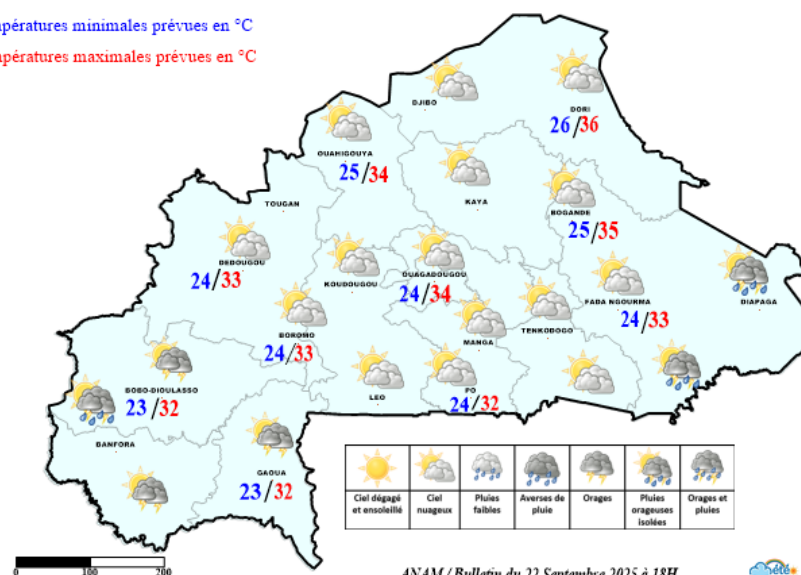 pératures minimales prévues en °C
pératures maximales prévues en °C
DJIBO
DORI
26/36
OUAHIGOUYA
25/34
TOUGAN
KAYA
BOGANDE
25/35
DEDOUGOU
24/33
KOUDOUGOU
OUAGADOUGOU
24/34
FADA NGOURMA
24/33
DIAPAGA
BOROMO
24/33
MANGA
TENKODOGO
BOBO-DIOULASSO
23/32
LEO
PO
24/32
BANFORA
GAOUA
23/32
Ciel dégagé et ensoleillé
Ciel nuageux
Pluies faibles
Averses de pluie
Orages
Pluies orageuses isolées
Orages et pluies
100
200
ANAM / Bulletin du 22 Septembre 2025 à 18H
été